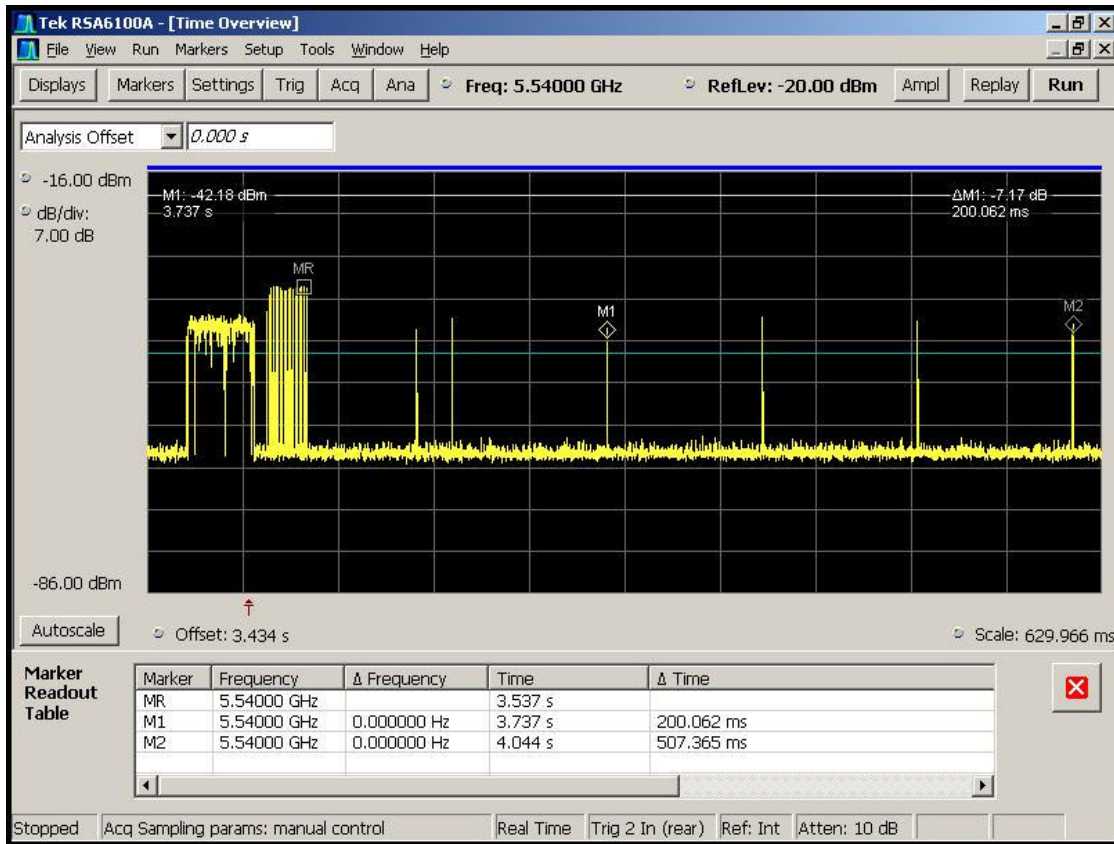 Tek RSA6100A - [Time Overview]
File View Run Markers Setup Tools Window Help
Displays Markers Settings Trig Acq Ana Freq: 5.54000 GHz RefLev: -20.00 dBm Ampl Replay Run
Analysis Offset 0.000 s
-16.00 dBm
dB/div:
7.00 dB
M1: -42.18 dBm
3.737 s
ΔM1: -7.17 dB
200.062 ms
MR
M1
M2
-86.00 dBm
Autoscale Offset: 3.434 s Scale: 629.966 ms
Marker
Readout
Table
Marker Frequency Δ Frequency Time Δ Time
MR 5.54000 GHz 3.537 s
M1 5.54000 GHz 0.000000 Hz 3.737 s 200.062 ms
M2 5.54000 GHz 0.000000 Hz 4.044 s 507.365 ms
Stopped Acq Sampling params: manual control Real Time Trig 2 In (rear) Ref: Int Atten: 10 dB